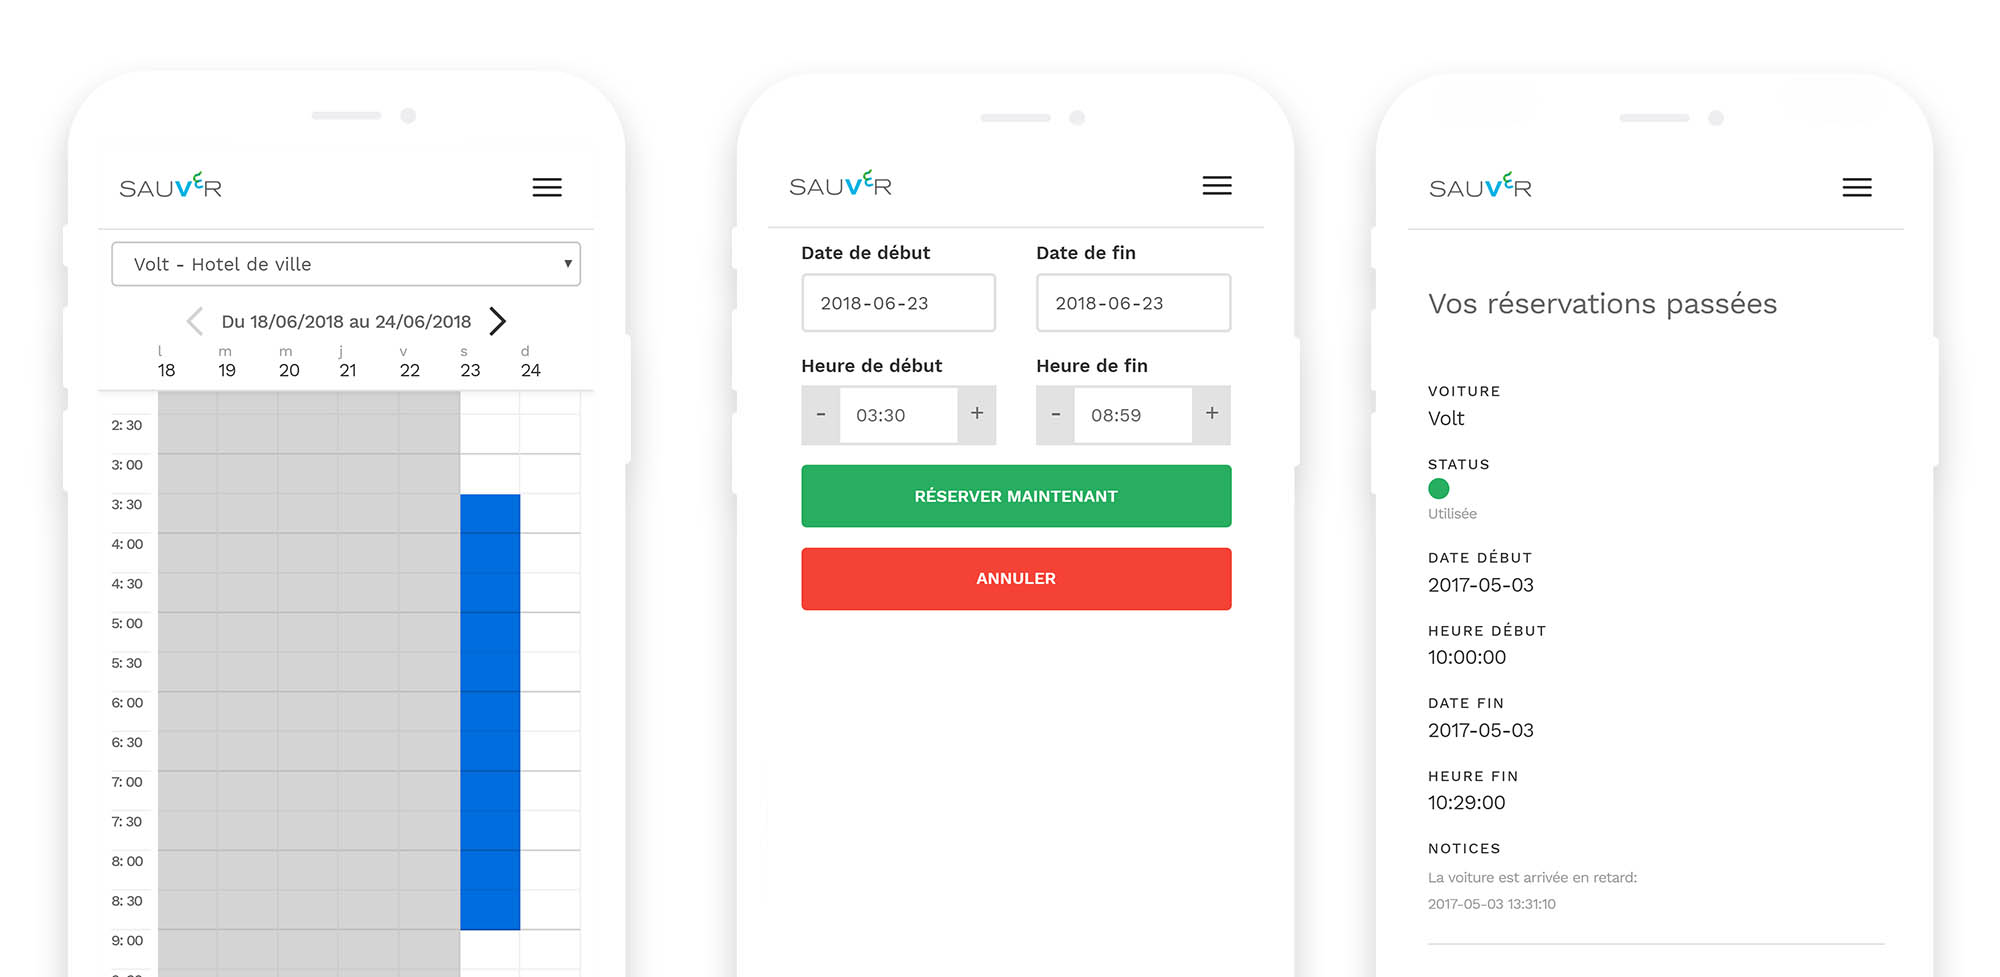 SAUVER
Volt - Hotel de ville
Du 18/06/2018 au 24/06/2018
l m m j v s d
18 19 20 21 22 23 24
2:30
3:00
3:30
4:00
4:30
5:00
5:30
6:00
6:30
7:00
7:30
8:00
8:30
9:00
SAUVER
Date de début Date de fin
2018-06-23 2018-06-23
Heure de début Heure de fin
- 03:30 + - 08:59 +
RÉSERVER MAINTENANT
ANNULER
SAUVER
Vos réservations passées
VOITURE
Volt
STATUS
Utilisée
DATE DÉBUT
2017-05-03
HEURE DÉBUT
10:00:00
DATE FIN
2017-05-03
HEURE FIN
10:29:00
NOTICES
La voiture est arrivée en retard:
2017-05-03 13:31:10